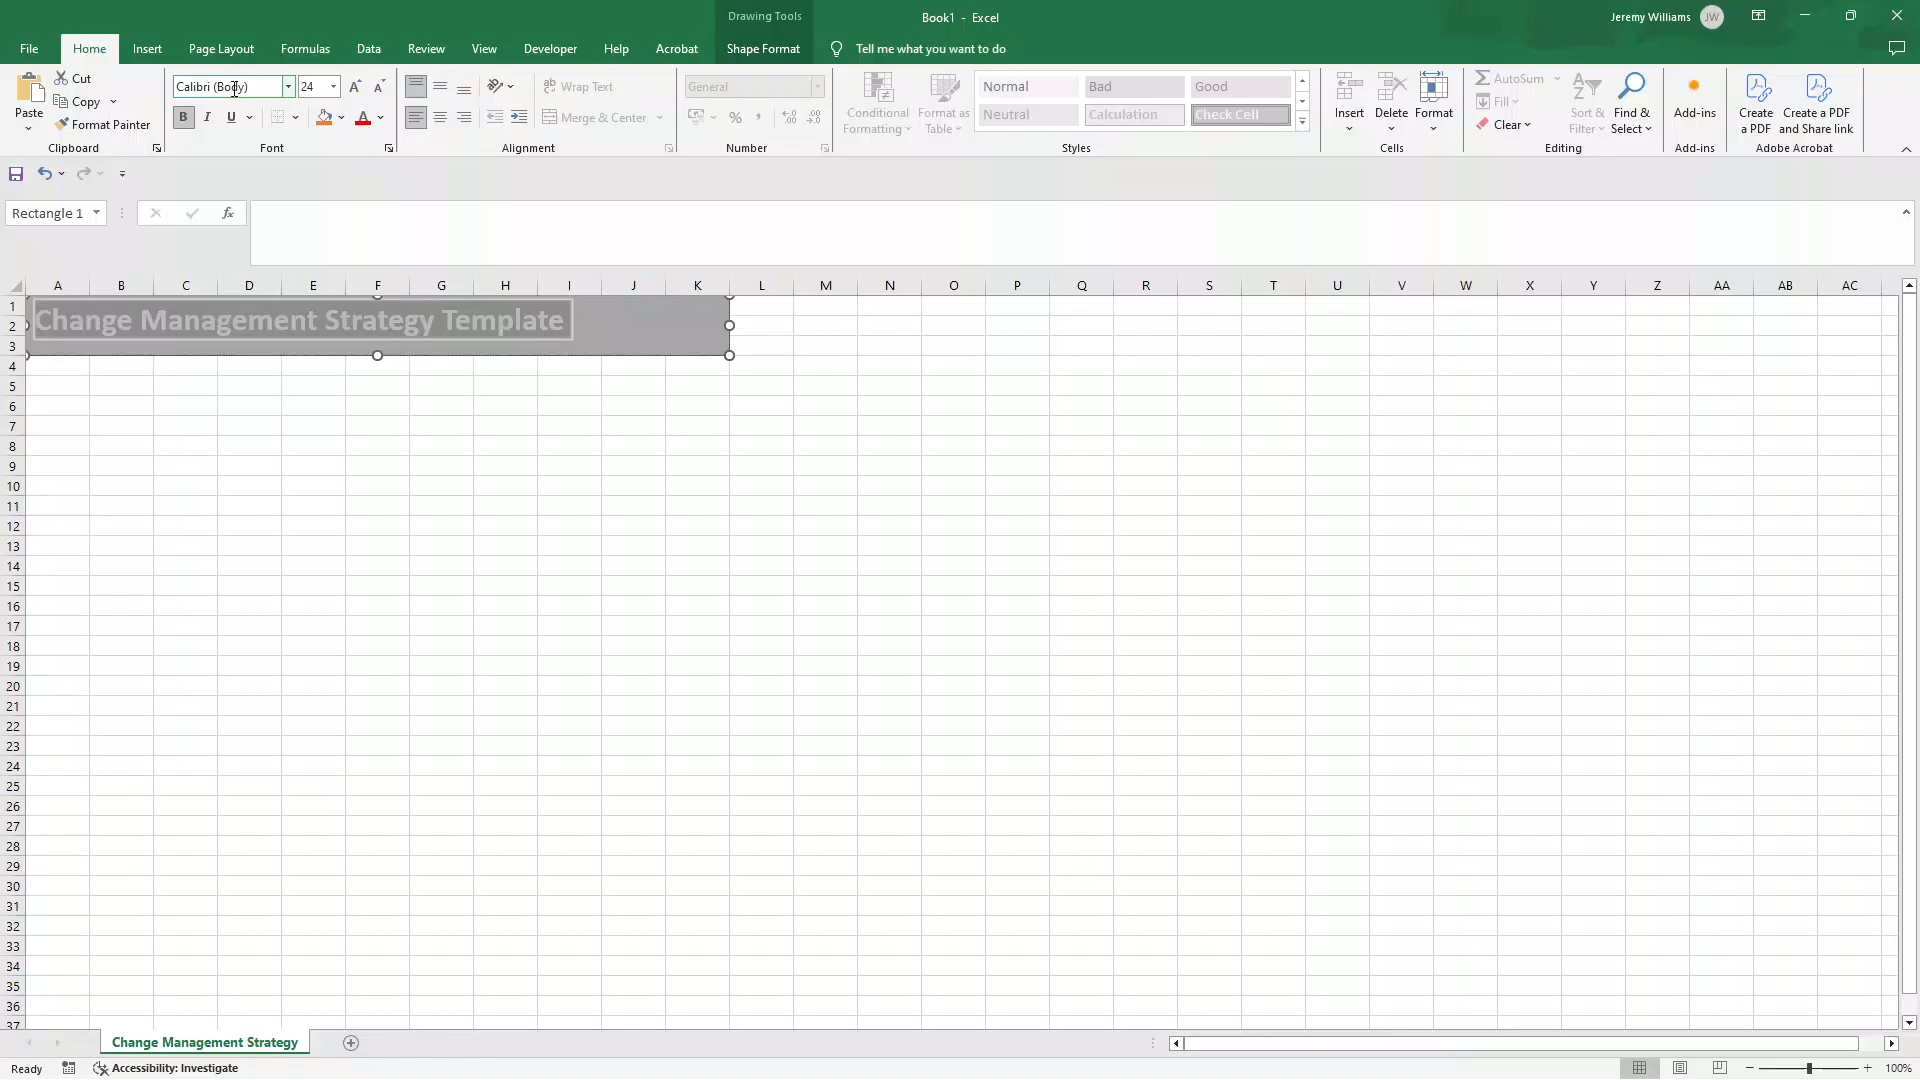 Drawing Tools
Book1 - Excel
Jeremy Williams JW
File Home Insert Page Layout Formulas Data Review View Developer Help Acrobat Shape Format Tell me what you want to do
Paste
Cut
Copy
Format Painter
Clipboard
Calibri (Body) 24
B I U
Font
Wrap Text
Merge & Center
Alignment
General
%
Number
Conditional Formatting
Format as Table
Normal Bad Good
Neutral Calculation Check Cell
Styles
Insert Delete Format
Cells
AutoSum
Fill
Clear
Sort & Filter
Find & Select
Editing
Add-ins
Add-ins
Create a PDF
Create a PDF and Share link
Adobe Acrobat
Rectangle 1
fx
A B C D E F G H I J K L M N O P Q R S T U V W X Y Z AA AB AC
1
Change Management Strategy Template
2
3
4
5
6
7
8
9
10
11
12
13
14
15
16
17
18
19
20
21
22
23
24
25
26
27
28
29
30
31
32
33
34
35
36
37
Change Management Strategy
Ready Accessibility: Investigate 100%